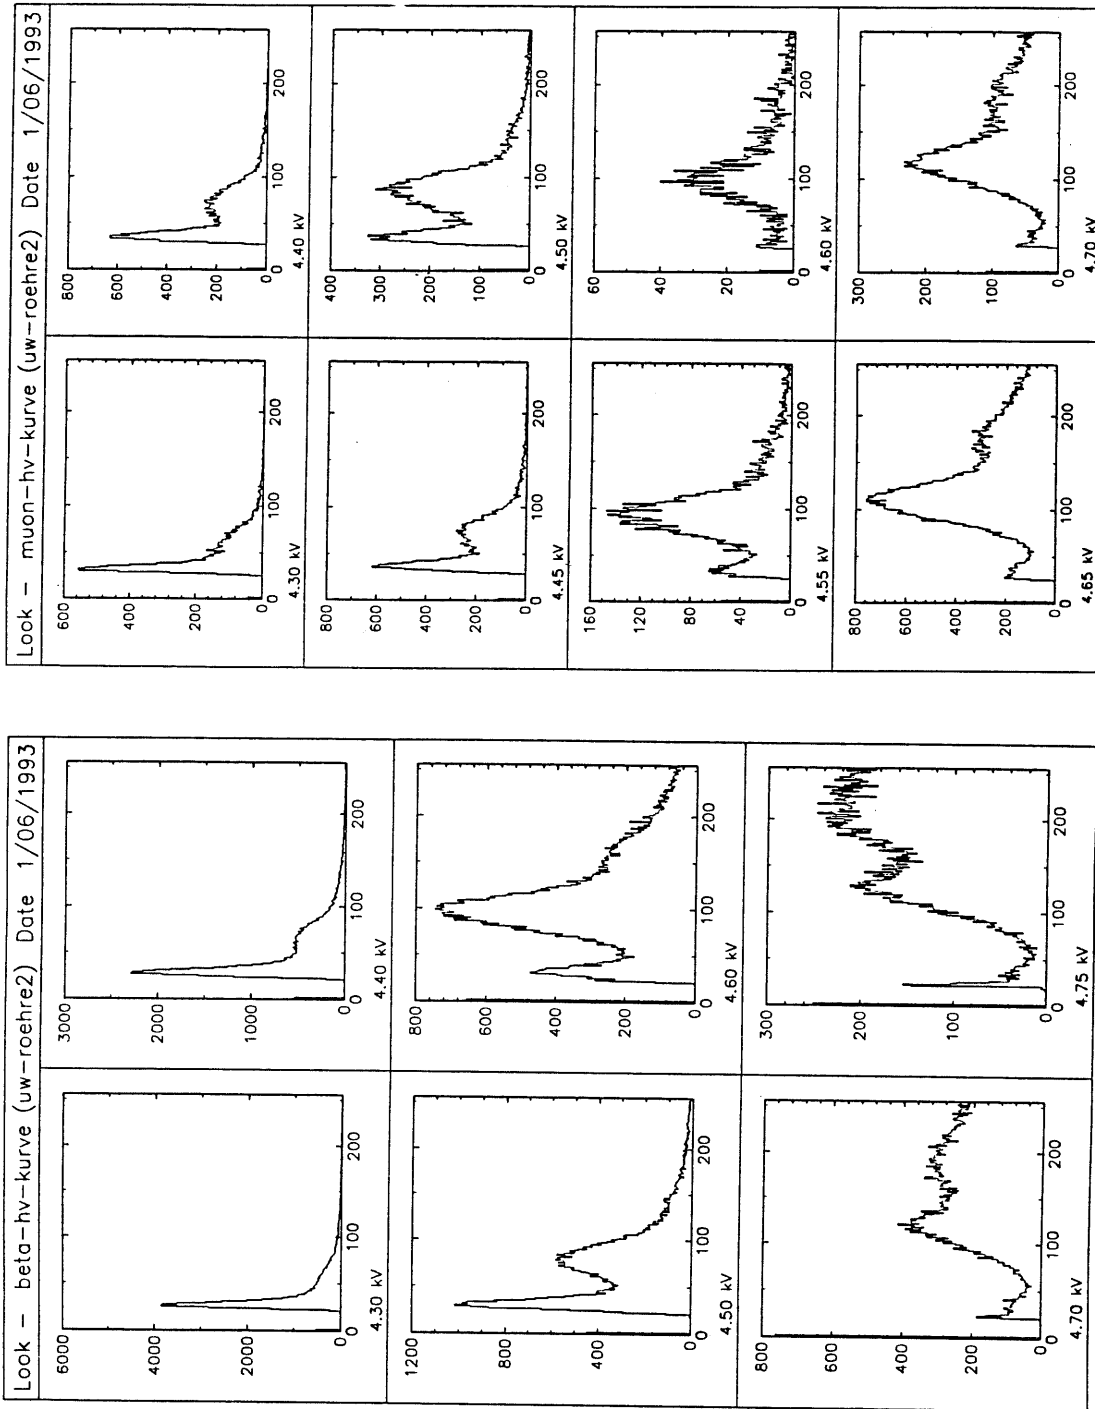 Look - beta-hv-kurve (uw-roehre2) Date 1/06/1993
6000
4000
2000
0
0 100 200
4.30 kV
3000
2000
1000
0
0 100 200
4.40 kV
1200
800
400
0
0 100 200
4.50 kV
800
600
400
200
0
0 100 200
4.60 kV
800
600
400
200
0
0 100 200
4.70 kV
300
200
100
0
0 100 200
4.75 kV
Look - muon-hv-kurve (uw-roehre2) Date 1/06/1993
600
400
200
0
0 100 200
4.30 kV
800
600
400
200
0
0 100 200
4.40 kV
800
600
400
200
0
0 100 200
4.45 kV
400
300
200
100
0
0 100 200
4.50 kV
160
120
80
40
0
0 100 200
4.55 kV
60
40
20
0
0 100 200
4.60 kV
800
600
400
200
0
0 100 200
4.65 kV
300
200
100
0
0 100 200
4.70 kV